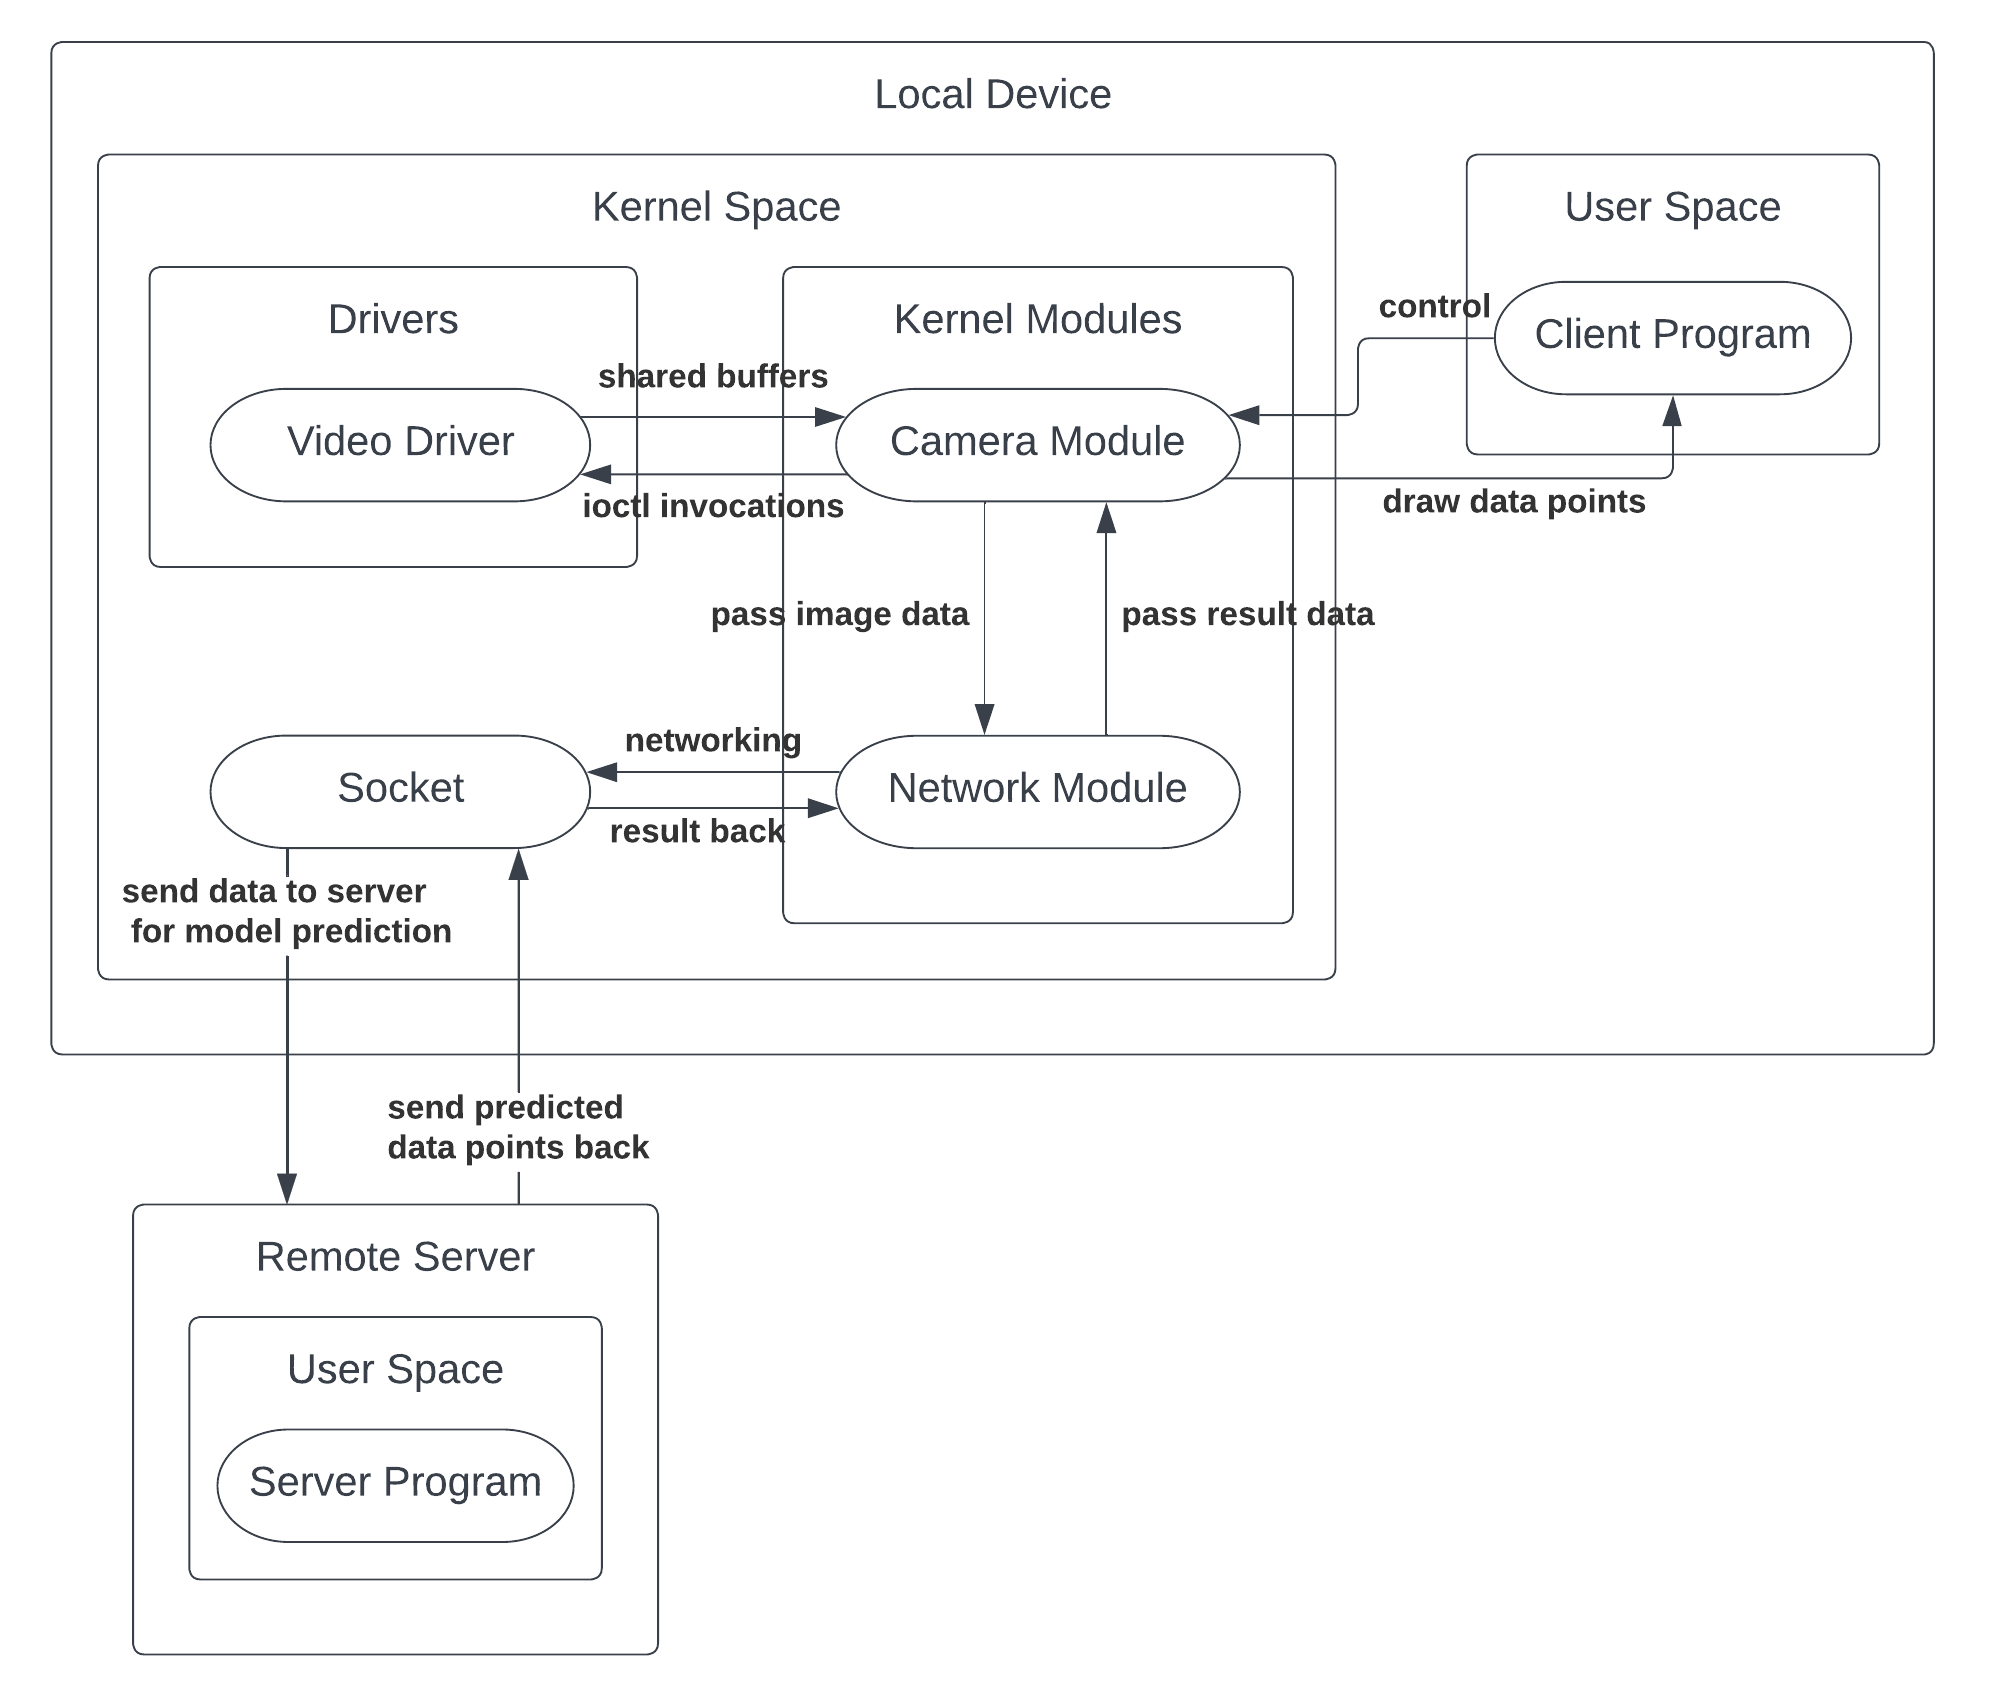 Local Device
Kernel Space
User Space
Drivers
Kernel Modules
control
Client Program
shared buffers
Video Driver
Camera Module
ioctl invocations
draw data points
pass image data
pass result data
networking
Socket
Network Module
result back
send data to server
for model prediction
send predicted
data points back
Remote Server
User Space
Server Program